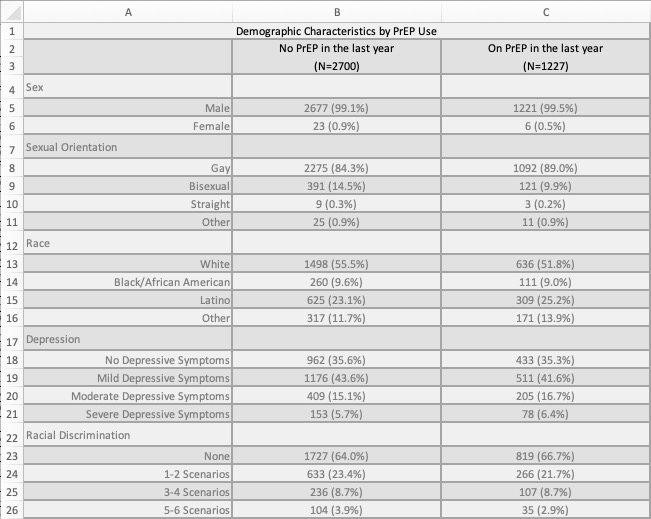 A B C
1 Demographic Characteristics by PrEP Use
2 No PrEP in the last year On PrEP in the last year
3 (N=2700) (N=1227)
4 Sex
5 Male 2677 (99.1%) 1221 (99.5%)
6 Female 23 (0.9%) 6 (0.5%)
7 Sexual Orientation
8 Gay 2275 (84.3%) 1092 (89.0%)
9 Bisexual 391 (14.5%) 121 (9.9%)
10 Straight 9 (0.3%) 3 (0.2%)
11 Other 25 (0.9%) 11 (0.9%)
12 Race
13 White 1498 (55.5%) 636 (51.8%)
14 Black/African American 260 (9.6%) 111 (9.0%)
15 Latino 625 (23.1%) 309 (25.2%)
16 Other 317 (11.7%) 171 (13.9%)
17 Depression
18 No Depressive Symptoms 962 (35.6%) 433 (35.3%)
19 Mild Depressive Symptoms 1176 (43.6%) 511 (41.6%)
20 Moderate Depressive Symptoms 409 (15.1%) 205 (16.7%)
21 Severe Depressive Symptoms 153 (5.7%) 78 (6.4%)
22 Racial Discrimination
23 None 1727 (64.0%) 819 (66.7%)
24 1-2 Scenarios 633 (23.4%) 266 (21.7%)
25 3-4 Scenarios 236 (8.7%) 107 (8.7%)
26 5-6 Scenarios 104 (3.9%) 35 (2.9%)